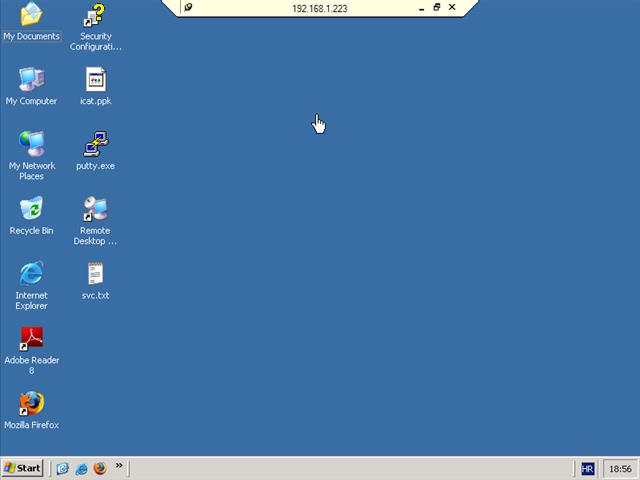 192.168.1.223
My Documents
Security
Configurati...
My Computer
icat.ppk
My Network
Places
putty.exe
Recycle Bin
Remote
Desktop ...
Internet
Explorer
svc.txt
Adobe Reader
8
Mozilla Firefox
Start
»
HR
18:56